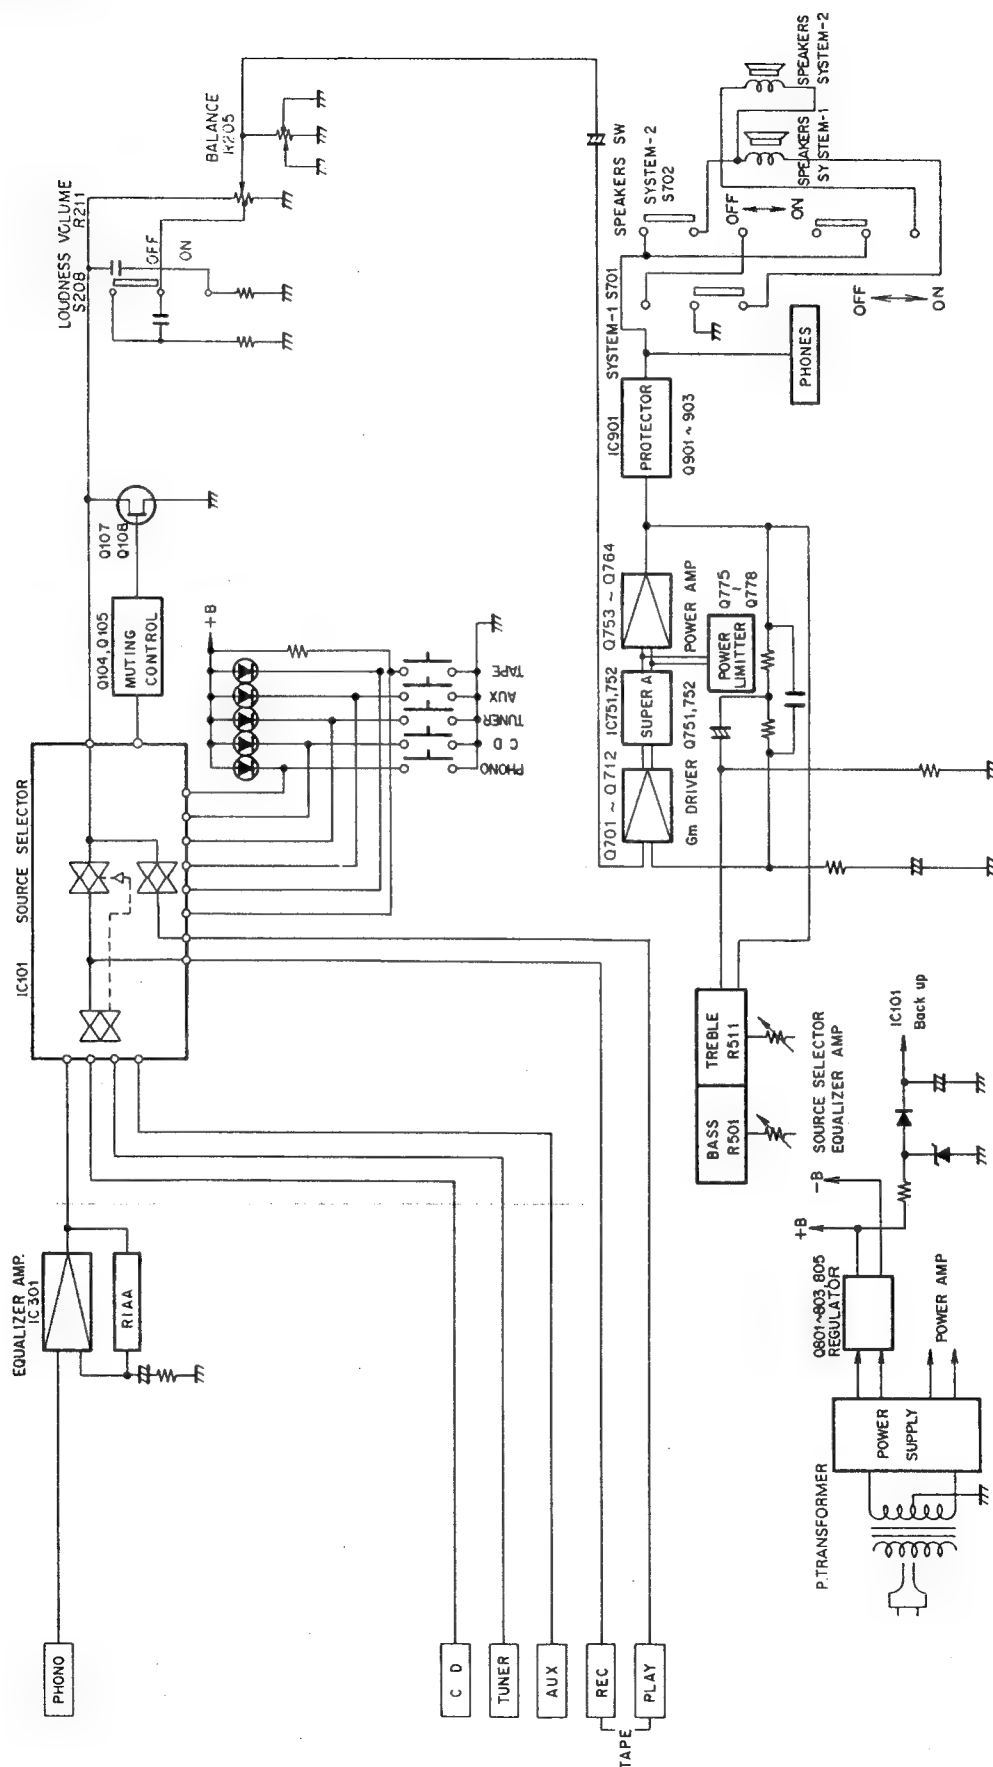 PHONO
EQUALIZER AMP.
IC301
RIAA
IC101 SOURCE SELECTOR
Q104,Q105
MUTING
CONTROL
Q107
Q108
LOUDNESS VOLUME
S208 R211
OFF
ON
BALANCE
R205
+B
PHONO
C D
TUNER
AUX
TAPE
C D
TUNER
AUX
REC
PLAY
TAPE
BASS
R501
TREBLE
R511
Q701 ~ Q712
Gm DRIVER
IC751,752
SUPER A
Q751,752
Q753 ~ Q764
POWER AMP
POWER
LIMITTER
Q775
~
Q778
IC901
PROTECTOR
Q901 ~ 903
PHONES
SPEAKERS SW
SYSTEM-1 S701
SYSTEM-2
S702
OFF
ON
OFF
ON
SPEAKERS
SYSTEM-1
SPEAKERS
SYSTEM-2
P.TRANSFORMER
POWER
SUPPLY
Q801~803,805
REGULATOR
POWER AMP
+B
-B
SOURCE SELECTOR
EQUALIZER AMP
IC101
Back up